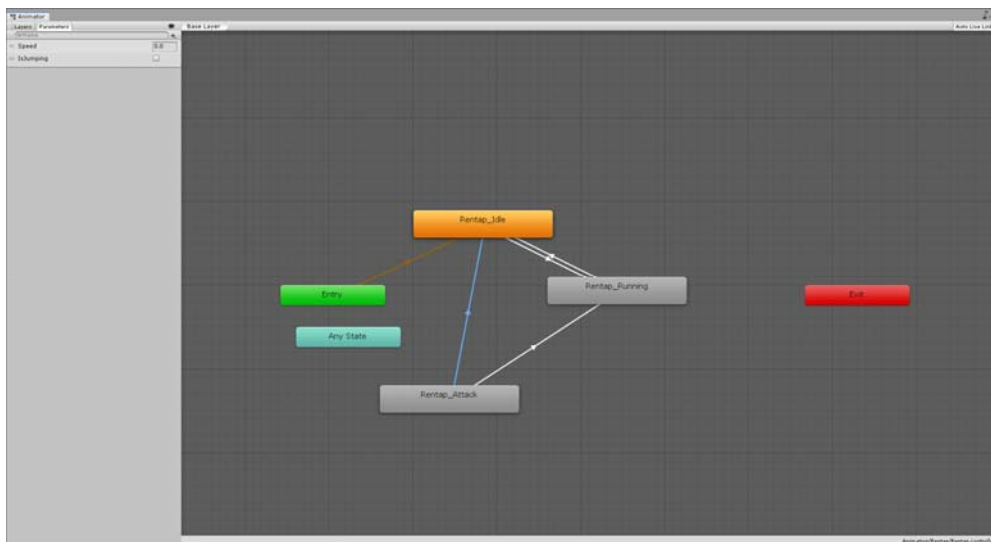 Animator
Layers Parameters
Base Layer
Auto Live Link
Speed 0.0
IsJumping
Rentap_Idle
Rentap_Running
Entry
Exit
Any State
Rentap_Attack